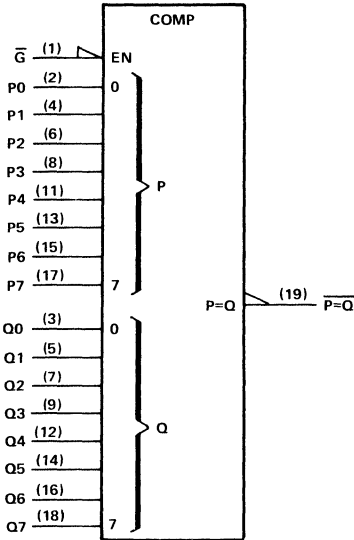 COMP
G̅ (1) EN
P0 (2) 0
P1 (4)
P2 (6)
P3 (8)
P4 (11) P
P5 (13)
P6 (15)
P7 (17) 7
P=Q (19) P̅=̅Q̅
Q0 (3) 0
Q1 (5)
Q2 (7)
Q3 (9)
Q4 (12) Q
Q5 (14)
Q6 (16)
Q7 (18) 7